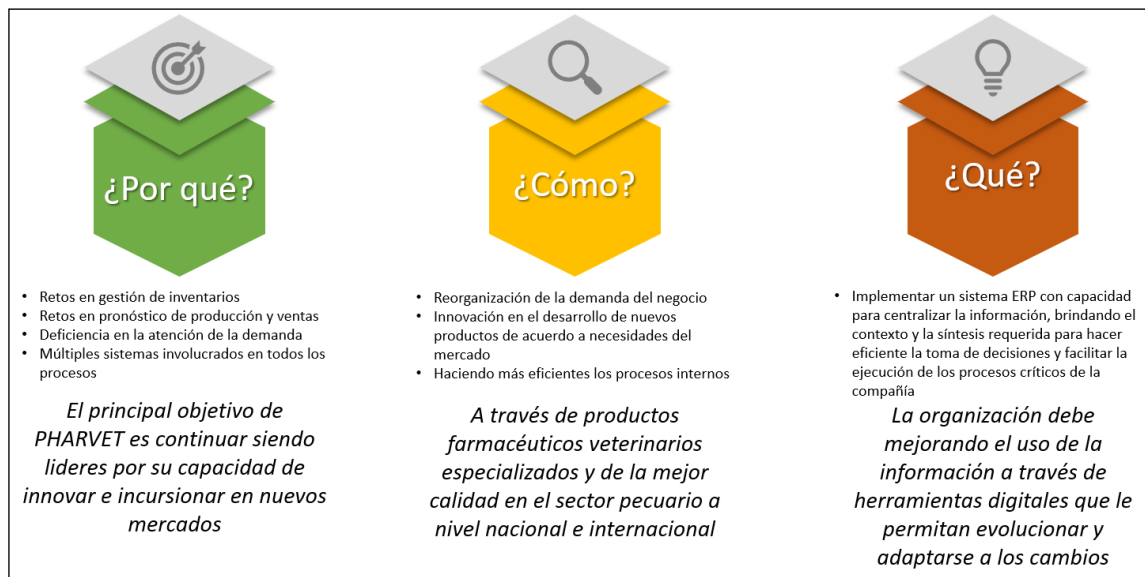 ¿Por qué?
• Retos en gestión de inventarios
• Retos en pronóstico de producción y ventas
• Deficiencia en la atención de la demanda
• Múltiples sistemas involucrados en todos los
procesos
El principal objetivo de
PHARVET es continuar siendo
lideres por su capacidad de
innovar e incursionar en nuevos
mercados
¿Cómo?
• Reorganización de la demanda del negocio
• Innovación en el desarrollo de nuevos
productos de acuerdo a necesidades del
mercado
• Haciendo más eficientes los procesos internos
A través de productos
farmacéuticos veterinarios
especializados y de la mejor
calidad en el sector pecuario a
nivel nacional e internacional
¿Qué?
• Implementar un sistema ERP con capacidad
para centralizar la información, brindando el
contexto y la síntesis requerida para hacer
eficiente la toma de decisiones y facilitar la
ejecución de los procesos críticos de la
compañía
La organización debe
mejorando el uso de la
información a través de
herramientas digitales que le
permitan evolucionar y
adaptarse a los cambios